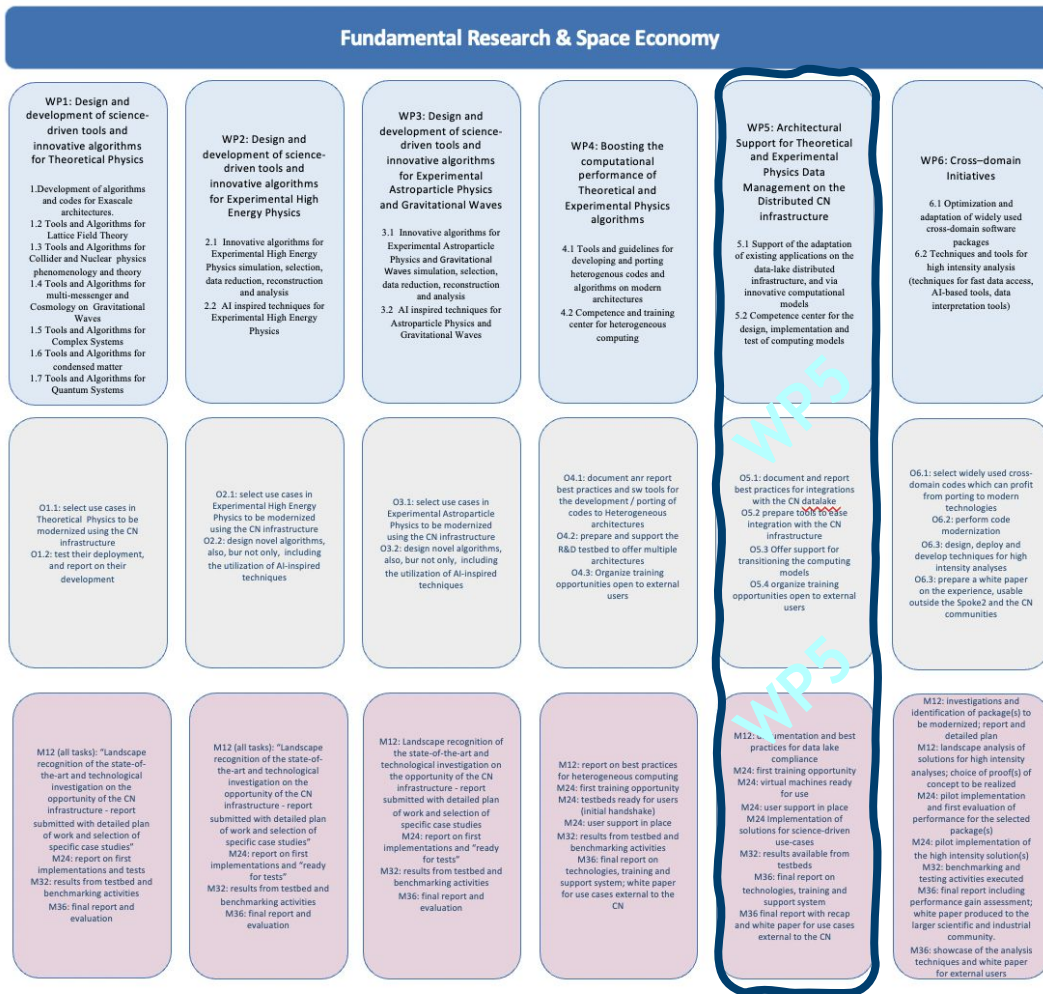 Fundamental Research & Space Economy
WP1: Design and
development of science-
driven tools and
innovative algorithms
for Theoretical Physics
1.Development of algorithms
and codes for Exascale
architectures.
1.2 Tools and Algorithms for
Lattice Field Theory
1.3 Tools and Algorithms for
Collider and Nuclear physics
phenomenology and theory
1.4 Tools and Algorithms for
multi-messenger and
Cosmology on Gravitational
Waves
1.5 Tools and Algorithms for
Complex Systems
1.6 Tools and Algorithms for
condensed matter
1.7 Tools and Algorithms for
Quantum Systems
WP2: Design and
development of science-
driven tools and
innovative algorithms
for Experimental High
Energy Physics
2.1 Innovative algorithms for
Experimental High Energy
Physics simulation, selection,
data reduction, reconstruction
and analysis
2.2 AI inspired techniques for
Experimental High Energy
Physics
WP3: Design and
development of science-
driven tools and
innovative algorithms
for Experimental
Astroparticle Physics
and Gravitational Waves
3.1 Innovative algorithms for
Experimental Astroparticle
Physics and Gravitational
Waves simulation, selection,
data reduction, reconstruction
and analysis
3.2 AI inspired techniques for
Astroparticle Physics and
Gravitational Waves
WP4: Boosting the
computational
performance of
Theoretical and
Experimental Physics
algorithms
4.1 Tools and guidelines for
developing and porting
heterogenous codes and
algorithms on modern
architectures
4.2 Competence and training
center for heterogeneous
computing
WP5: Architectural
Support for Theoretical
and Experimental
Physics Data
Management on the
Distributed CN
infrastructure
5.1 Support of the adaptation
of existing applications on the
data-lake distributed
infrastructure, and via
innovative computational
models
5.2 Competence center for the
design, implementation and
test of computing models
WP6: Cross–domain
Initiatives
6.1 Optimization and
adaptation of widely used
cross-domain software
packages
6.2 Techniques and tools for
high intensity analysis
(techniques for fast data access,
AI-based tools, data
interpretation tools)
WP5
O1.1: select use cases in
Theoretical Physics to be
modernized using the CN
infrastructure
O1.2: test their deployment,
and report on their
development
O2.1: select use cases in
Experimental High Energy
Physics to be modernized
using the CN infrastructure
O2.2: design novel algorithms,
also, bur not only, including
the utilization of AI-inspired
techniques
O3.1: select use cases in
Experimental Astroparticle
Physics to be modernized
using the CN infrastructure
O3.2: design novel algorithms,
also, bur not only, including
the utilization of AI-inspired
techniques
O4.1: document anr report
best practices and sw tools for
the development / porting of
codes to Heterogeneous
architectures
O4.2: prepare and support the
R&D testbed to offer multiple
architectures
O4.3: Organize training
opportunities open to external
users
O5.1: document and report
best practices for integrations
with the CN datalake
O5.2 prepare tools to ease
integration with the CN
infrastructure
O5.3 Offer support for
transitioning the computing
models
O5.4 organize training
opportunities open to external
users
O6.1: select widely used cross-
domain codes which can profit
from porting to modern
technologies
O6.2: perform code
modernization
O6.3: design, deploy and
develop techniques for high
intensity analyses
O6.3: prepare a white paper
on the experience, usable
outside the Spoke2 and the CN
communities
WP5
M12 (all tasks): "Landscape
recognition of the state-of-
the-art and technological
investigation on the
opportunity of the CN
infrastructure - report
submitted with detailed plan
of work and selection of
specific case studies"
M24: report on first
implementations and tests
M32: results from testbed and
benchmarking activities
M36: final report and
evaluation
M12 (all tasks): "Landscape
recognition of the state-of-
the-art and technological
investigation on the
opportunity of the CN
infrastructure - report
submitted with detailed plan
of work and selection of
specific case studies"
M24: report on first
implementations and "ready
for tests"
M32: results from testbed and
benchmarking activities
M36: final report and
evaluation
M12: Landscape recognition of
the state-of-the-art and
technological investigation on
the opportunity of the CN
infrastructure - report
submitted with detailed plan
of work and selection of
specific case studies
M24: report on first
implementations and "ready
for tests"
M32: results from testbed and
benchmarking activities
M36: final report and
evaluation
M12: report on best practices
for heterogeneous computing
M24: first training opportunity
M24: testbeds ready for users
(initial handshake)
M24: user support in place
M32: results from testbed and
benchmarking activities
M36: final report on
technologies, training and
support system; white paper
for use cases external to the
CN
M12: mentation and best
practices for data lake
compliance
M24: first training opportunity
M24: virtual machines ready
for use
M24: user support in place
M24 Implementation of
solutions for science-driven
use-cases
M32: results available from
testbeds
M36: final report on
technologies, training and
support system
M36 final report with recap
and white paper for use cases
external to the CN
M12: investigations and
identification of package(s) to
be modernized; report and
detailed plan
M12: landscape analysis of
solutions for high intensity
analyses; choice of proof(s) of
concept to be realized
M24: pilot implementation
and first evaluation of
performance for the selected
package(s)
M24: pilot implementation of
the high intensity solution(s)
M32: benchmarking and
testing activities executed
M36: final report including
performance gain assessment;
white paper produced to the
larger scientific and industrial
community.
M36: showcase of the analysis
techniques and white paper
for external users